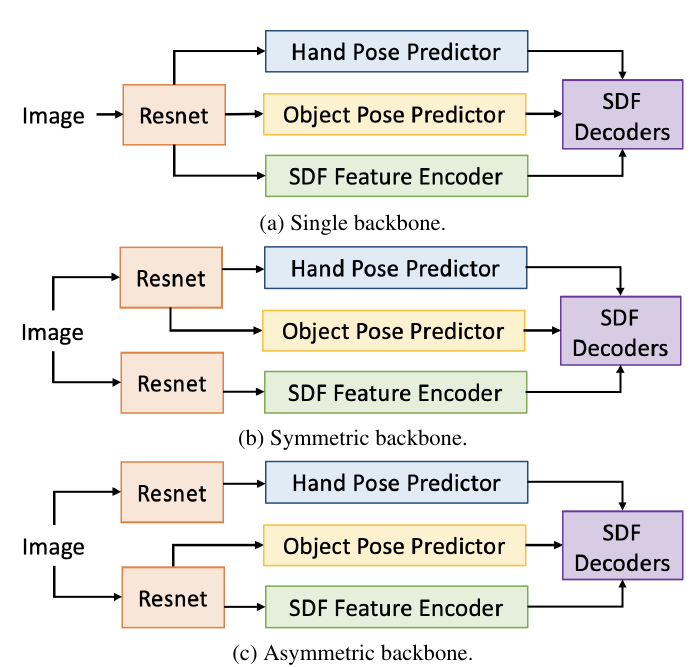 Hand Pose Predictor
Image
Resnet
Object Pose Predictor
SDF
Decoders
SDF Feature Encoder
(a) Single backbone.
Resnet
Hand Pose Predictor
Image
Object Pose Predictor
SDF
Decoders
Resnet
SDF Feature Encoder
(b) Symmetric backbone.
Resnet
Hand Pose Predictor
Image
Object Pose Predictor
SDF
Decoders
Resnet
SDF Feature Encoder
(c) Asymmetric backbone.